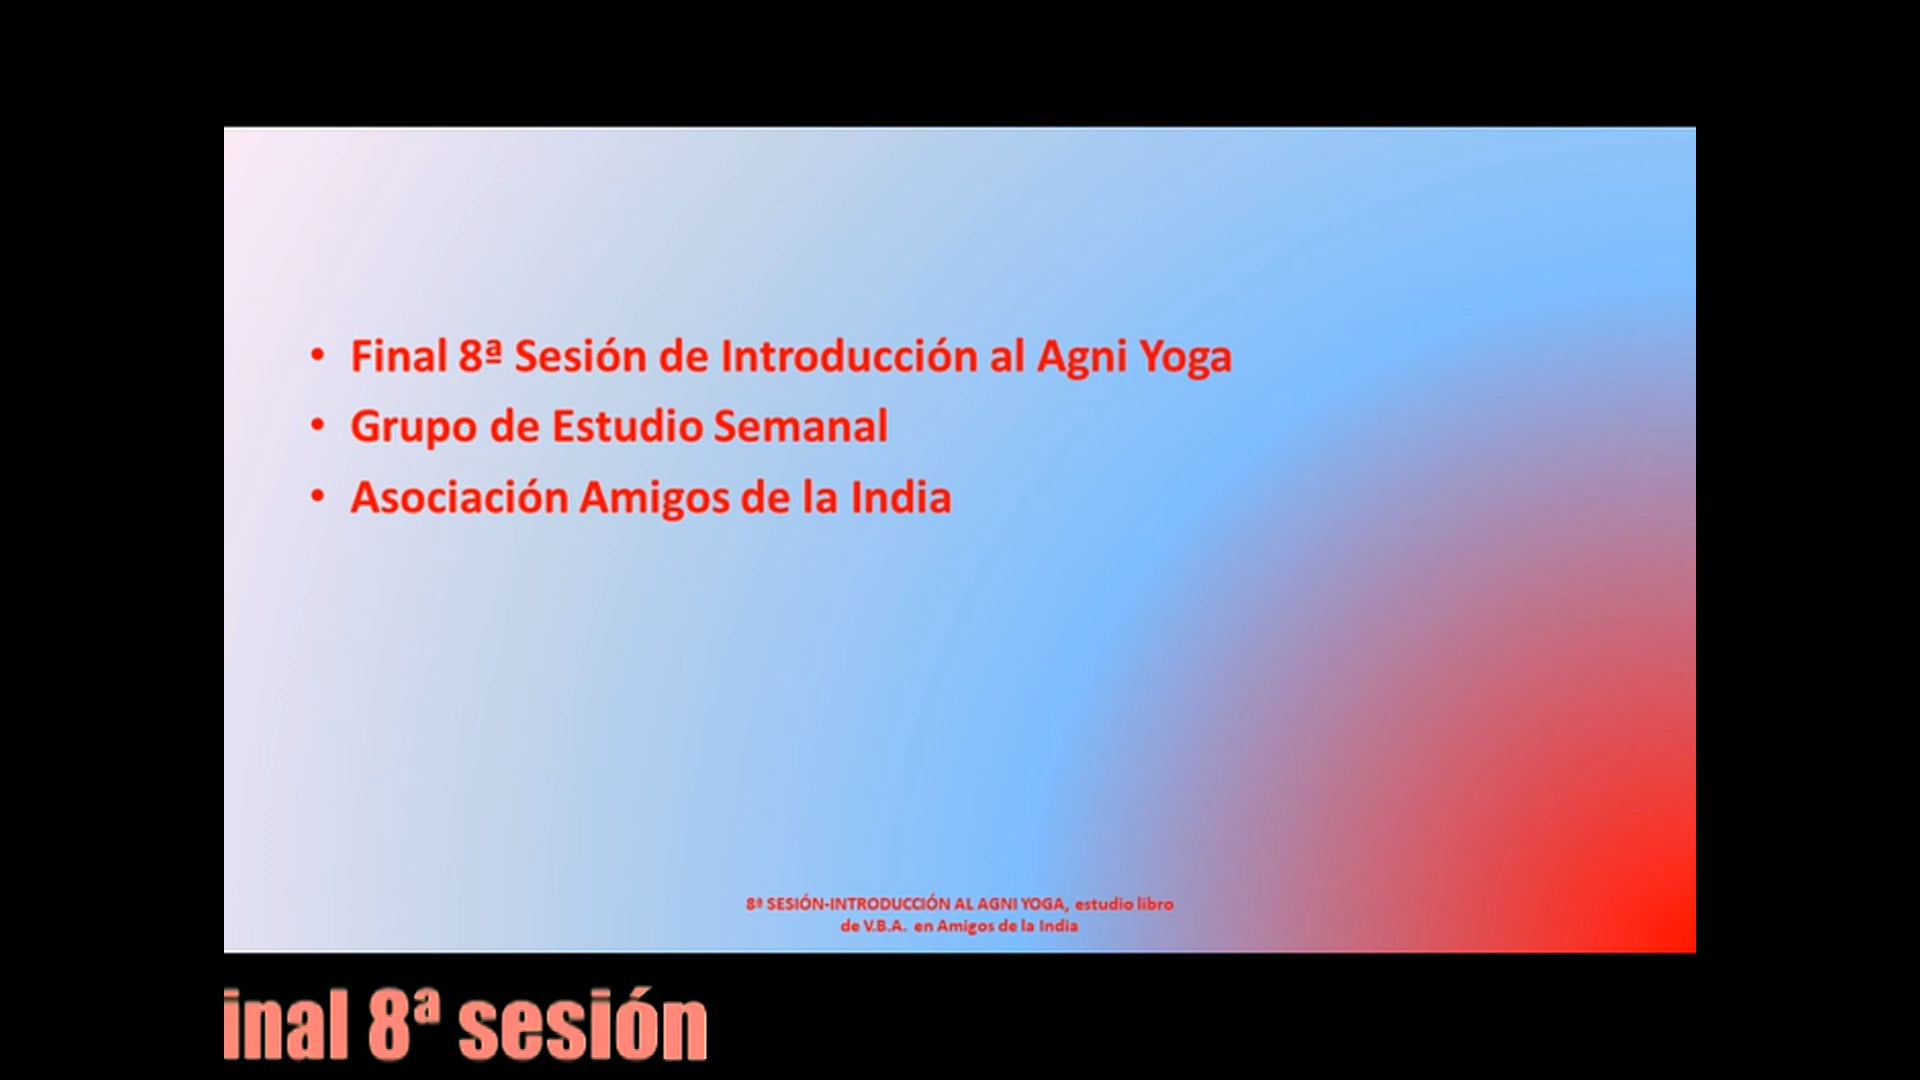 • Final 8ª Sesión de Introducción al Agni Yoga
• Grupo de Estudio Semanal
• Asociación Amigos de la India
8ª SESIÓN-INTRODUCCIÓN AL AGNI YOGA, estudio libro
de V.B.A. en Amigos de la India
inal 8ª sesión